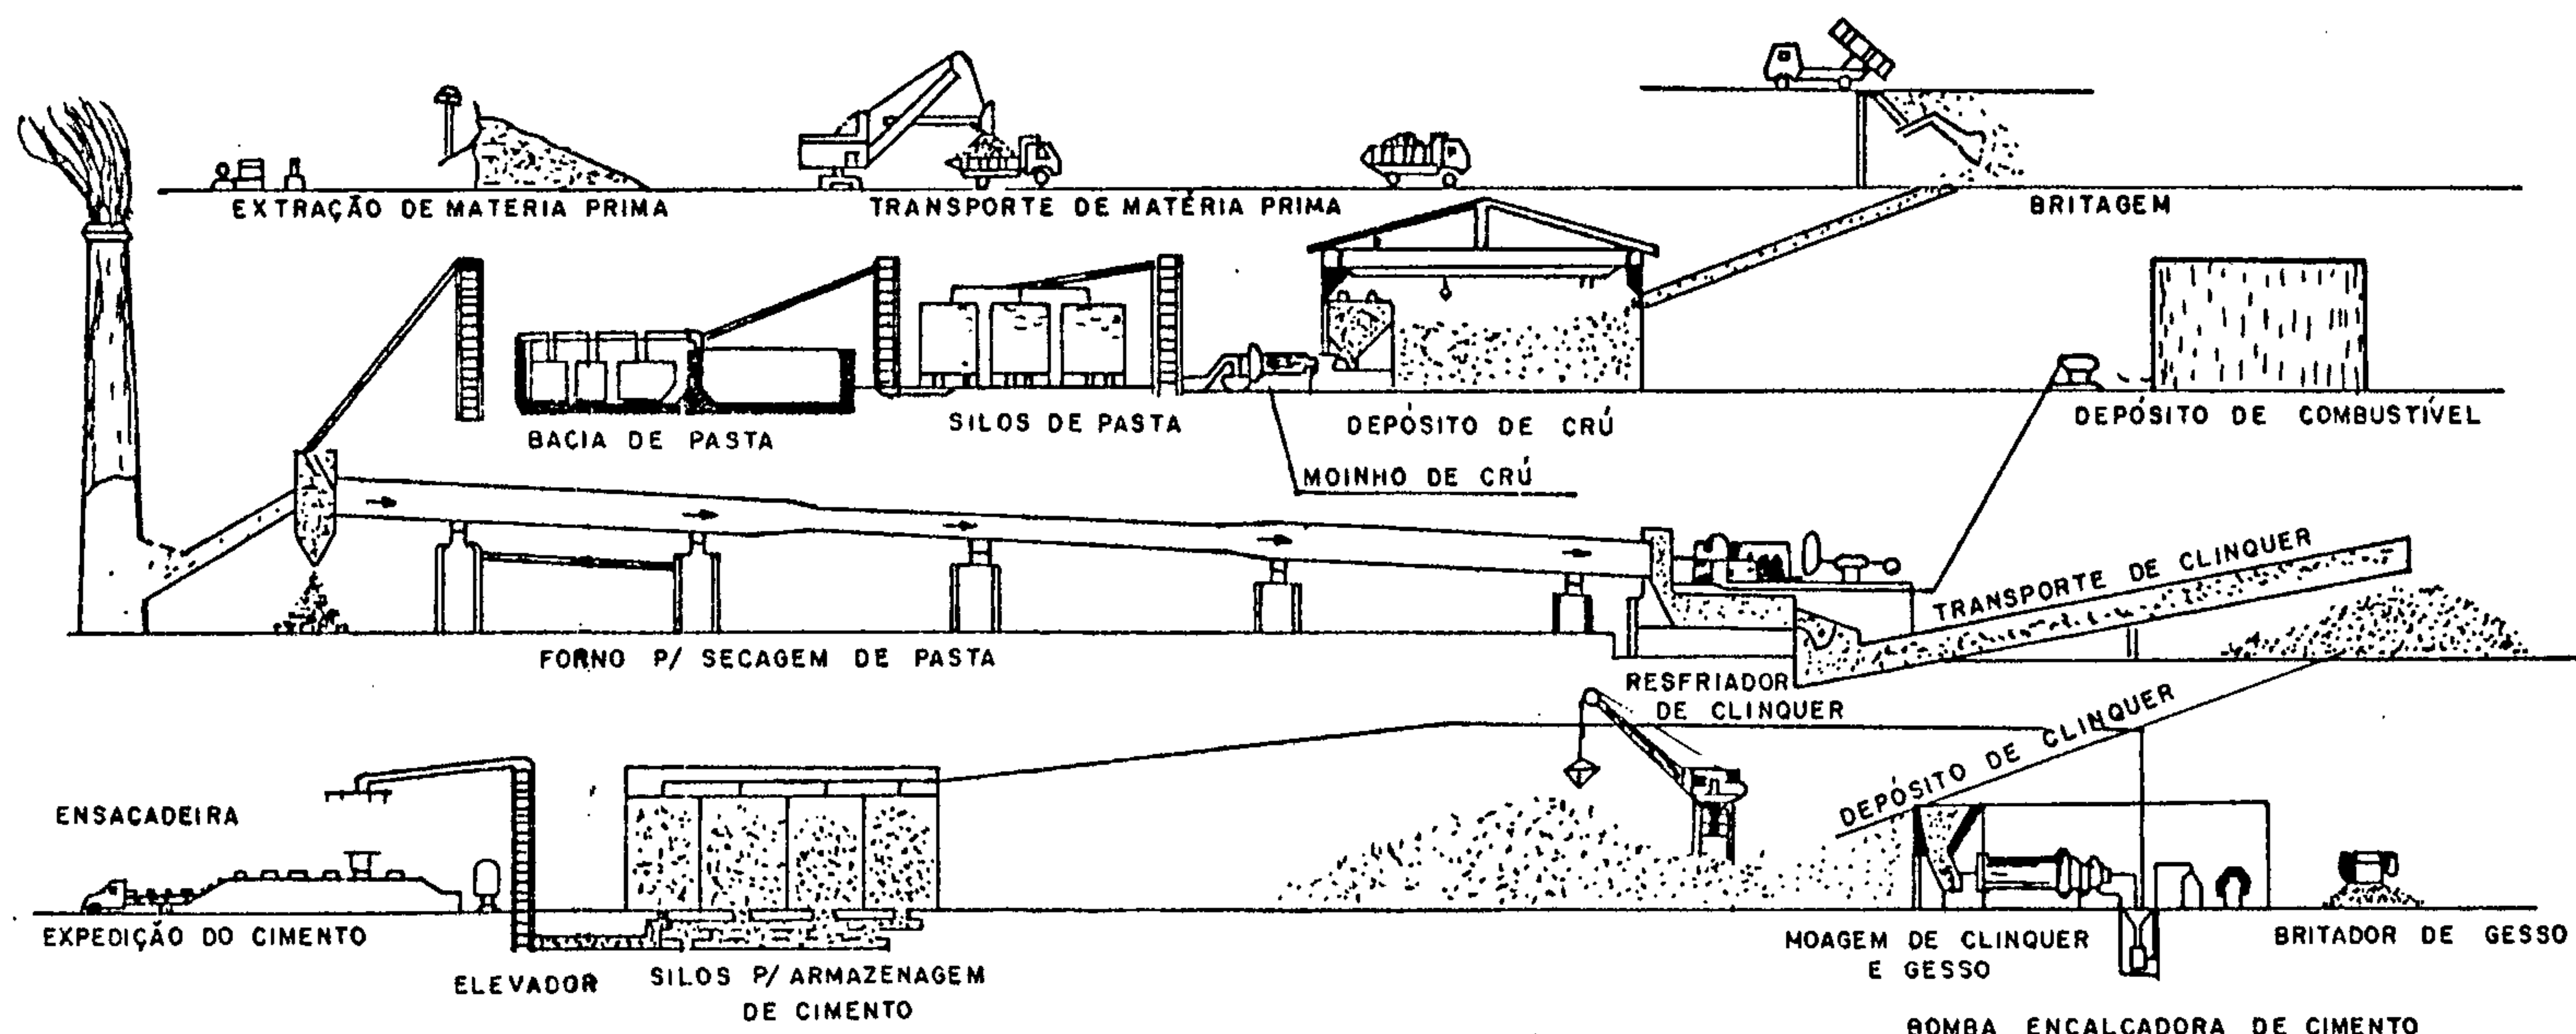 EXTRAÇÃO DE MATERIA PRIMA
TRANSPORTE DE MATÉRIA PRIMA
BRITAGEM
BACIA DE PASTA
SILOS DE PASTA
DEPÓSITO DE CRÚ
DEPÓSITO DE COMBUSTÍVEL
MOINHO DE CRÚ
TRANSPORTE DE CLINQUER
FORNO P/ SECAGEM DE PASTA
RESFRIADOR
DE CLINQUER
DEPÓSITO DE CLINQUER
ENSACADEIRA
EXPEDIÇÃO DO CIMENTO
ELEVADOR
SILOS P/ ARMAZENAGEM
DE CIMENTO
MOAGEM DE CLINQUER
E GESSO
BRITADOR DE GESSO
BOMBA ENCALCADORA DE CIMENTO